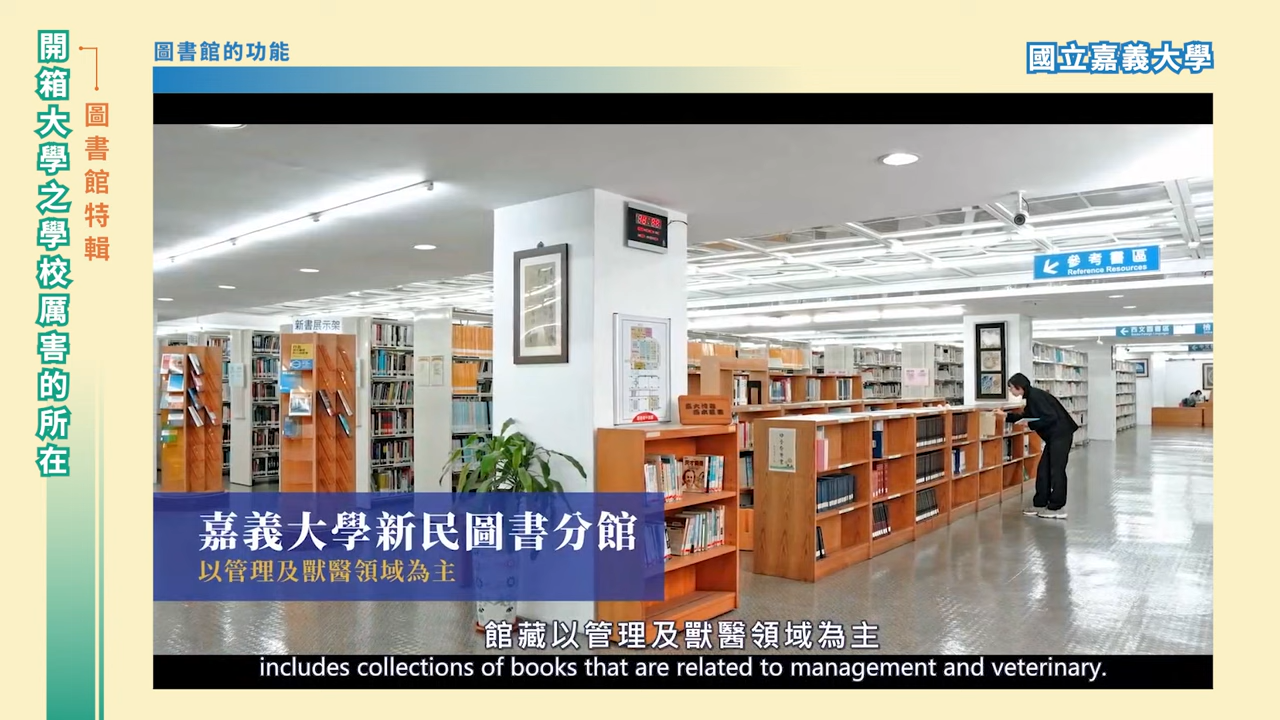 開箱大學之學校厲害的所在
圖書館特輯
圖書館的功能
國立嘉義大學
參考書區
Reference Resources
西文圖書區
新書展示架
嘉義大學新民圖書分館
以管理及獸醫領域為主
館藏以管理及獸醫領域為主
includes collections of books that are related to management and veterinary.